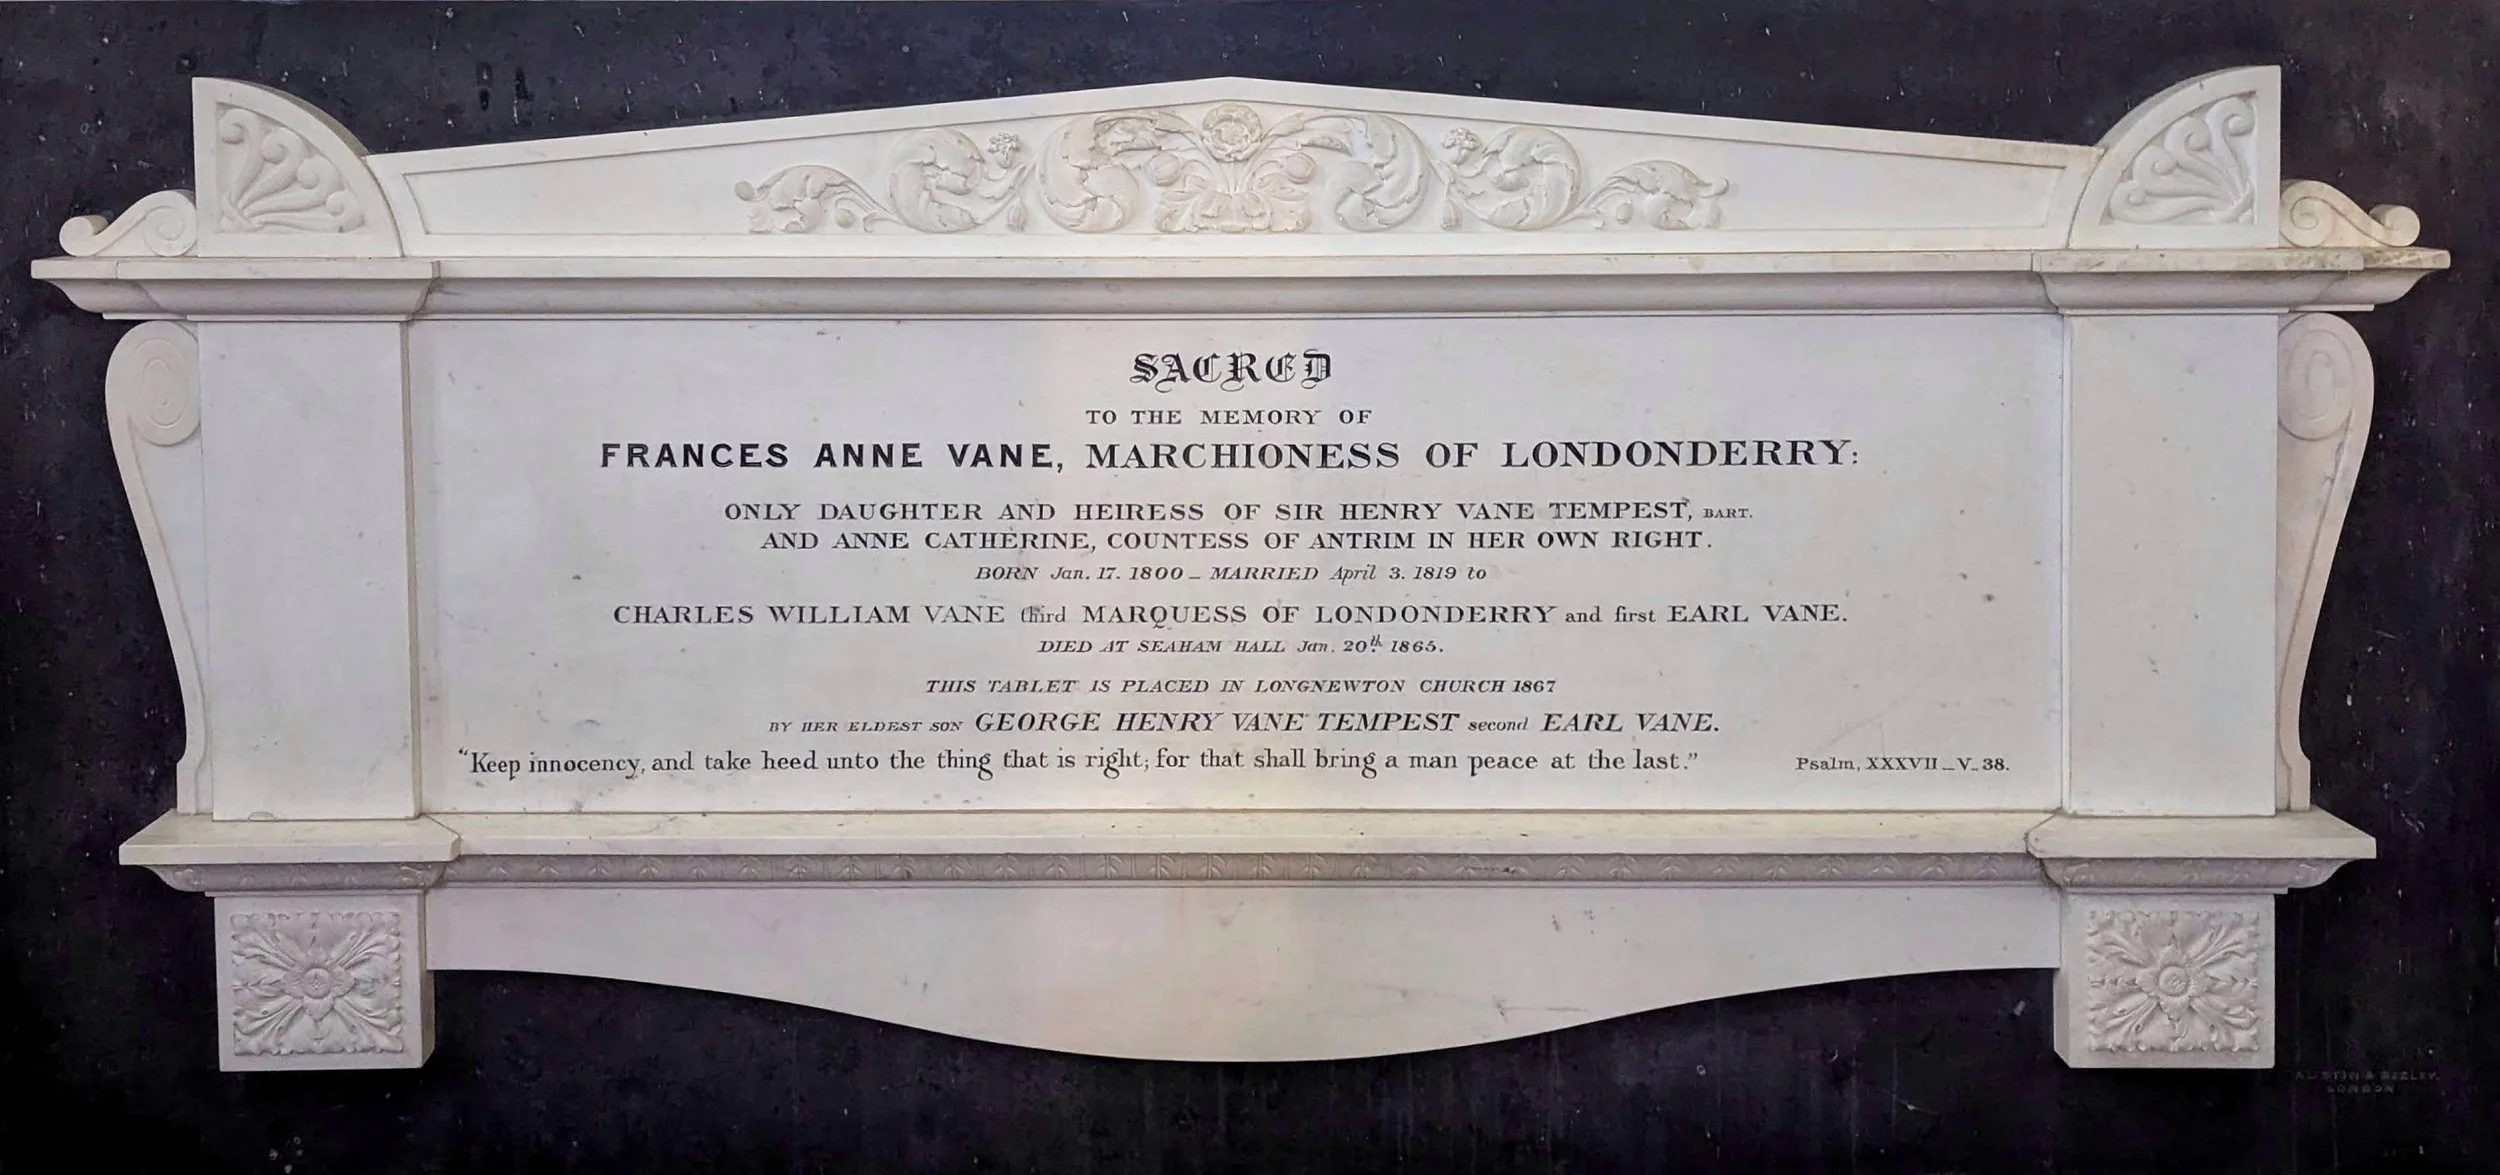 SACRED
TO THE MEMORY OF
FRANCES ANNE VANE, MARCHIONESS OF LONDONDERRY:
ONLY DAUGHTER AND HEIRESS OF SIR HENRY VANE TEMPEST, BART.
AND ANNE CATHERINE, COUNTESS OF ANTRIM IN HER OWN RIGHT.
BORN Jan. 17. 1800 – MARRIED April 3. 1819 to
CHARLES WILLIAM VANE third MARQUESS OF LONDONDERRY and first EARL VANE.
DIED AT SEAHAM HALL Jan. 20th 1865.
THIS TABLET IS PLACED IN LONGNEWTON CHURCH 1867
BY HER ELDEST SON GEORGE HENRY VANE TEMPEST second EARL VANE.
"Keep innocency, and take heed unto the thing that is right; for that shall bring a man peace at the last." Psalm, XXXVII – V. 38.
LONDON